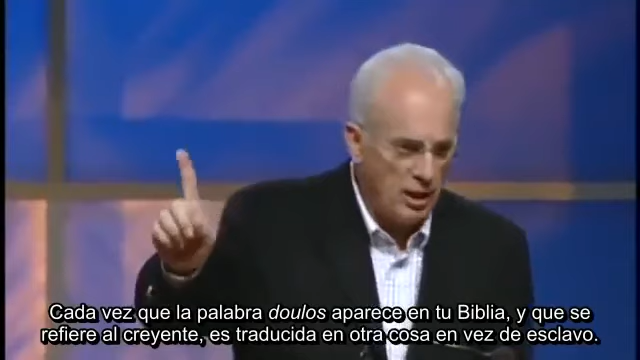 Cada vez que la palabra doulos aparece en tu Biblia, y que se
refiere al creyente, es traducida en otra cosa en vez de esclavo.